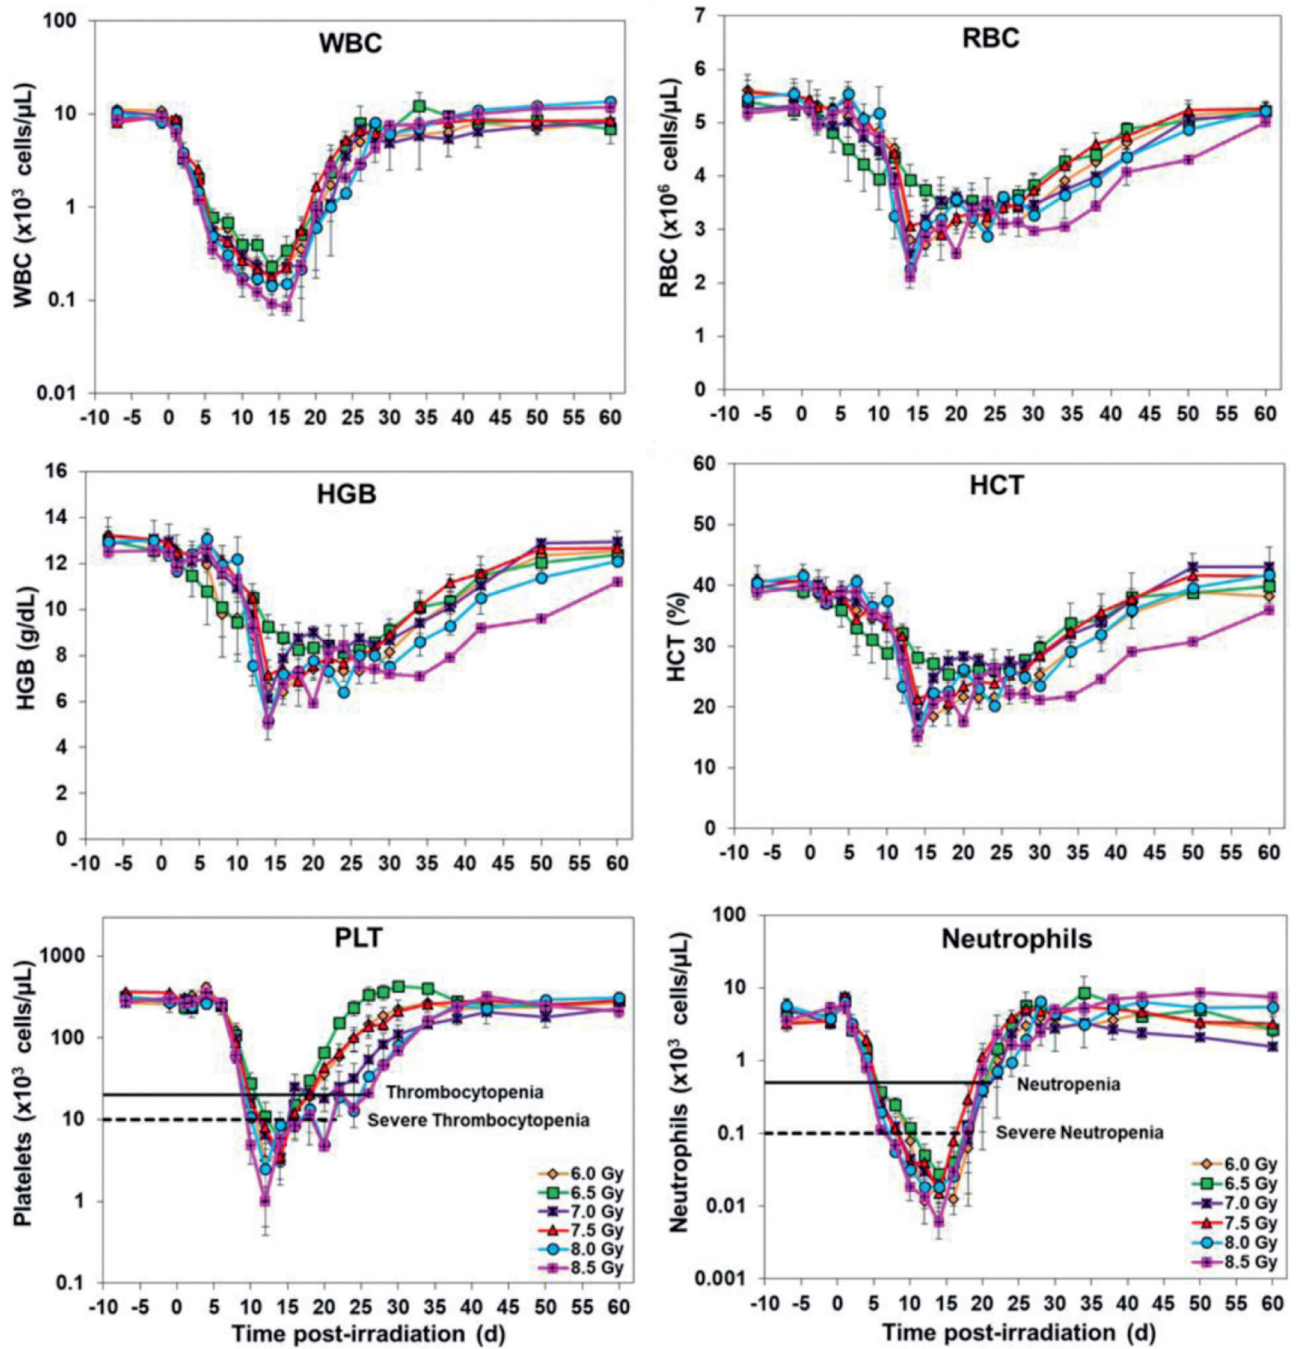 WBC
WBC (x10³ cells/µL)
100
10
1
0.1
0.01
-10 -5 0 5 10 15 20 25 30 35 40 45 50 55 60
RBC
RBC (x10⁶ cells/µL)
7
6
5
4
3
2
1
0
-10 -5 0 5 10 15 20 25 30 35 40 45 50 55 60
HGB
HGB (g/dL)
16
14
12
10
8
6
4
2
0
-10 -5 0 5 10 15 20 25 30 35 40 45 50 55 60
HCT
HCT (%)
60
50
40
30
20
10
0
-10 -5 0 5 10 15 20 25 30 35 40 45 50 55 60
PLT
Platelets (x10³ cells/µL)
1000
100
10
1
0.1
Thrombocytopenia
Severe Thrombocytopenia
6.0 Gy
6.5 Gy
7.0 Gy
7.5 Gy
8.0 Gy
8.5 Gy
-10 -5 0 5 10 15 20 25 30 35 40 45 50 55 60
Time post-irradiation (d)
Neutrophils
Neutrophils (x10³ cells/µL)
100
10
1
0.1
0.01
0.001
Neutropenia
Severe Neutropenia
6.0 Gy
6.5 Gy
7.0 Gy
7.5 Gy
8.0 Gy
8.5 Gy
-10 -5 0 5 10 15 20 25 30 35 40 45 50 55 60
Time post-irradiation (d)